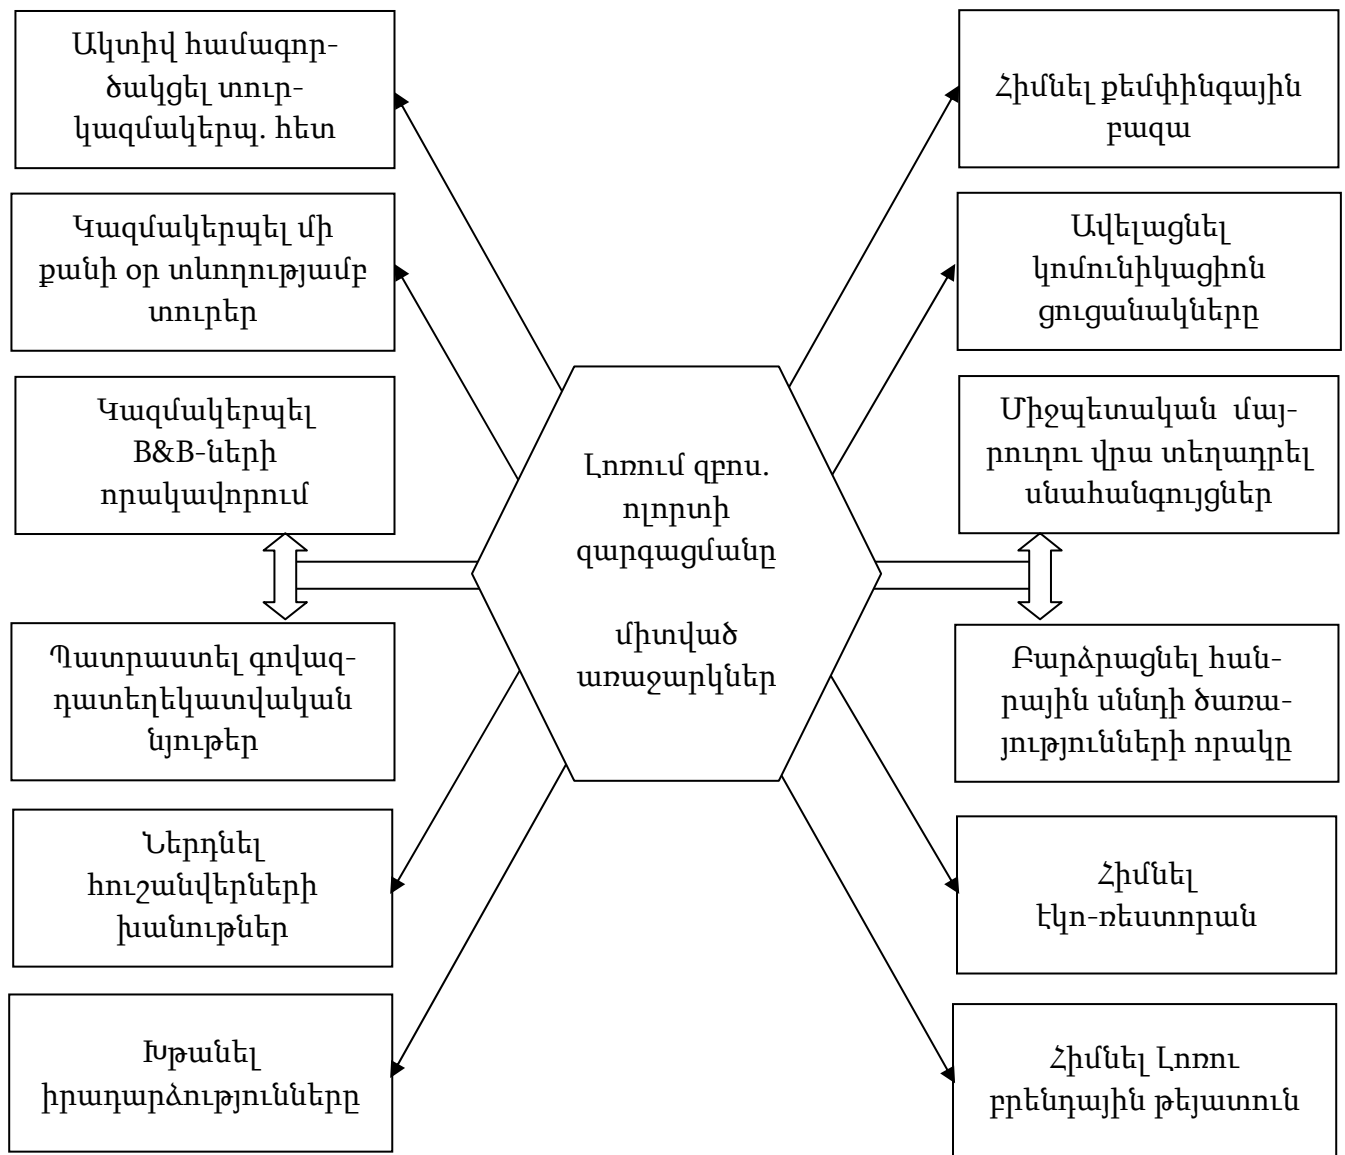 Ակտիվ համագոր-
ծակցել տուր-
կազմակերպ. հետ
Կազմակերպել մի
քանի օր տևողությամբ
տուրեր
Կազմակերպել
B&B-ների
որակավորում
Պատրաստել գովազ-
դատեղեկատվական
նյութեր
Ներդնել
հուշանվերների
խանութներ
Խթանել
իրադարձությունները
Լոռում զբոս.
ոլորտի
զարգացմանը
միտված
առաջարկներ
Հիմնել քեմփինգային
բազա
Ավելացնել
կոմունիկացիոն
ցուցանակները
Միջպետական մայ-
րուղու վրա տեղադրել
սնահանգույցներ
Բարձրացնել հան-
րային սննդի ծառա-
յությունների որակը
Հիմնել
էկո-ռեստորան
Հիմնել Լոռու
բրենդային թեյատուն